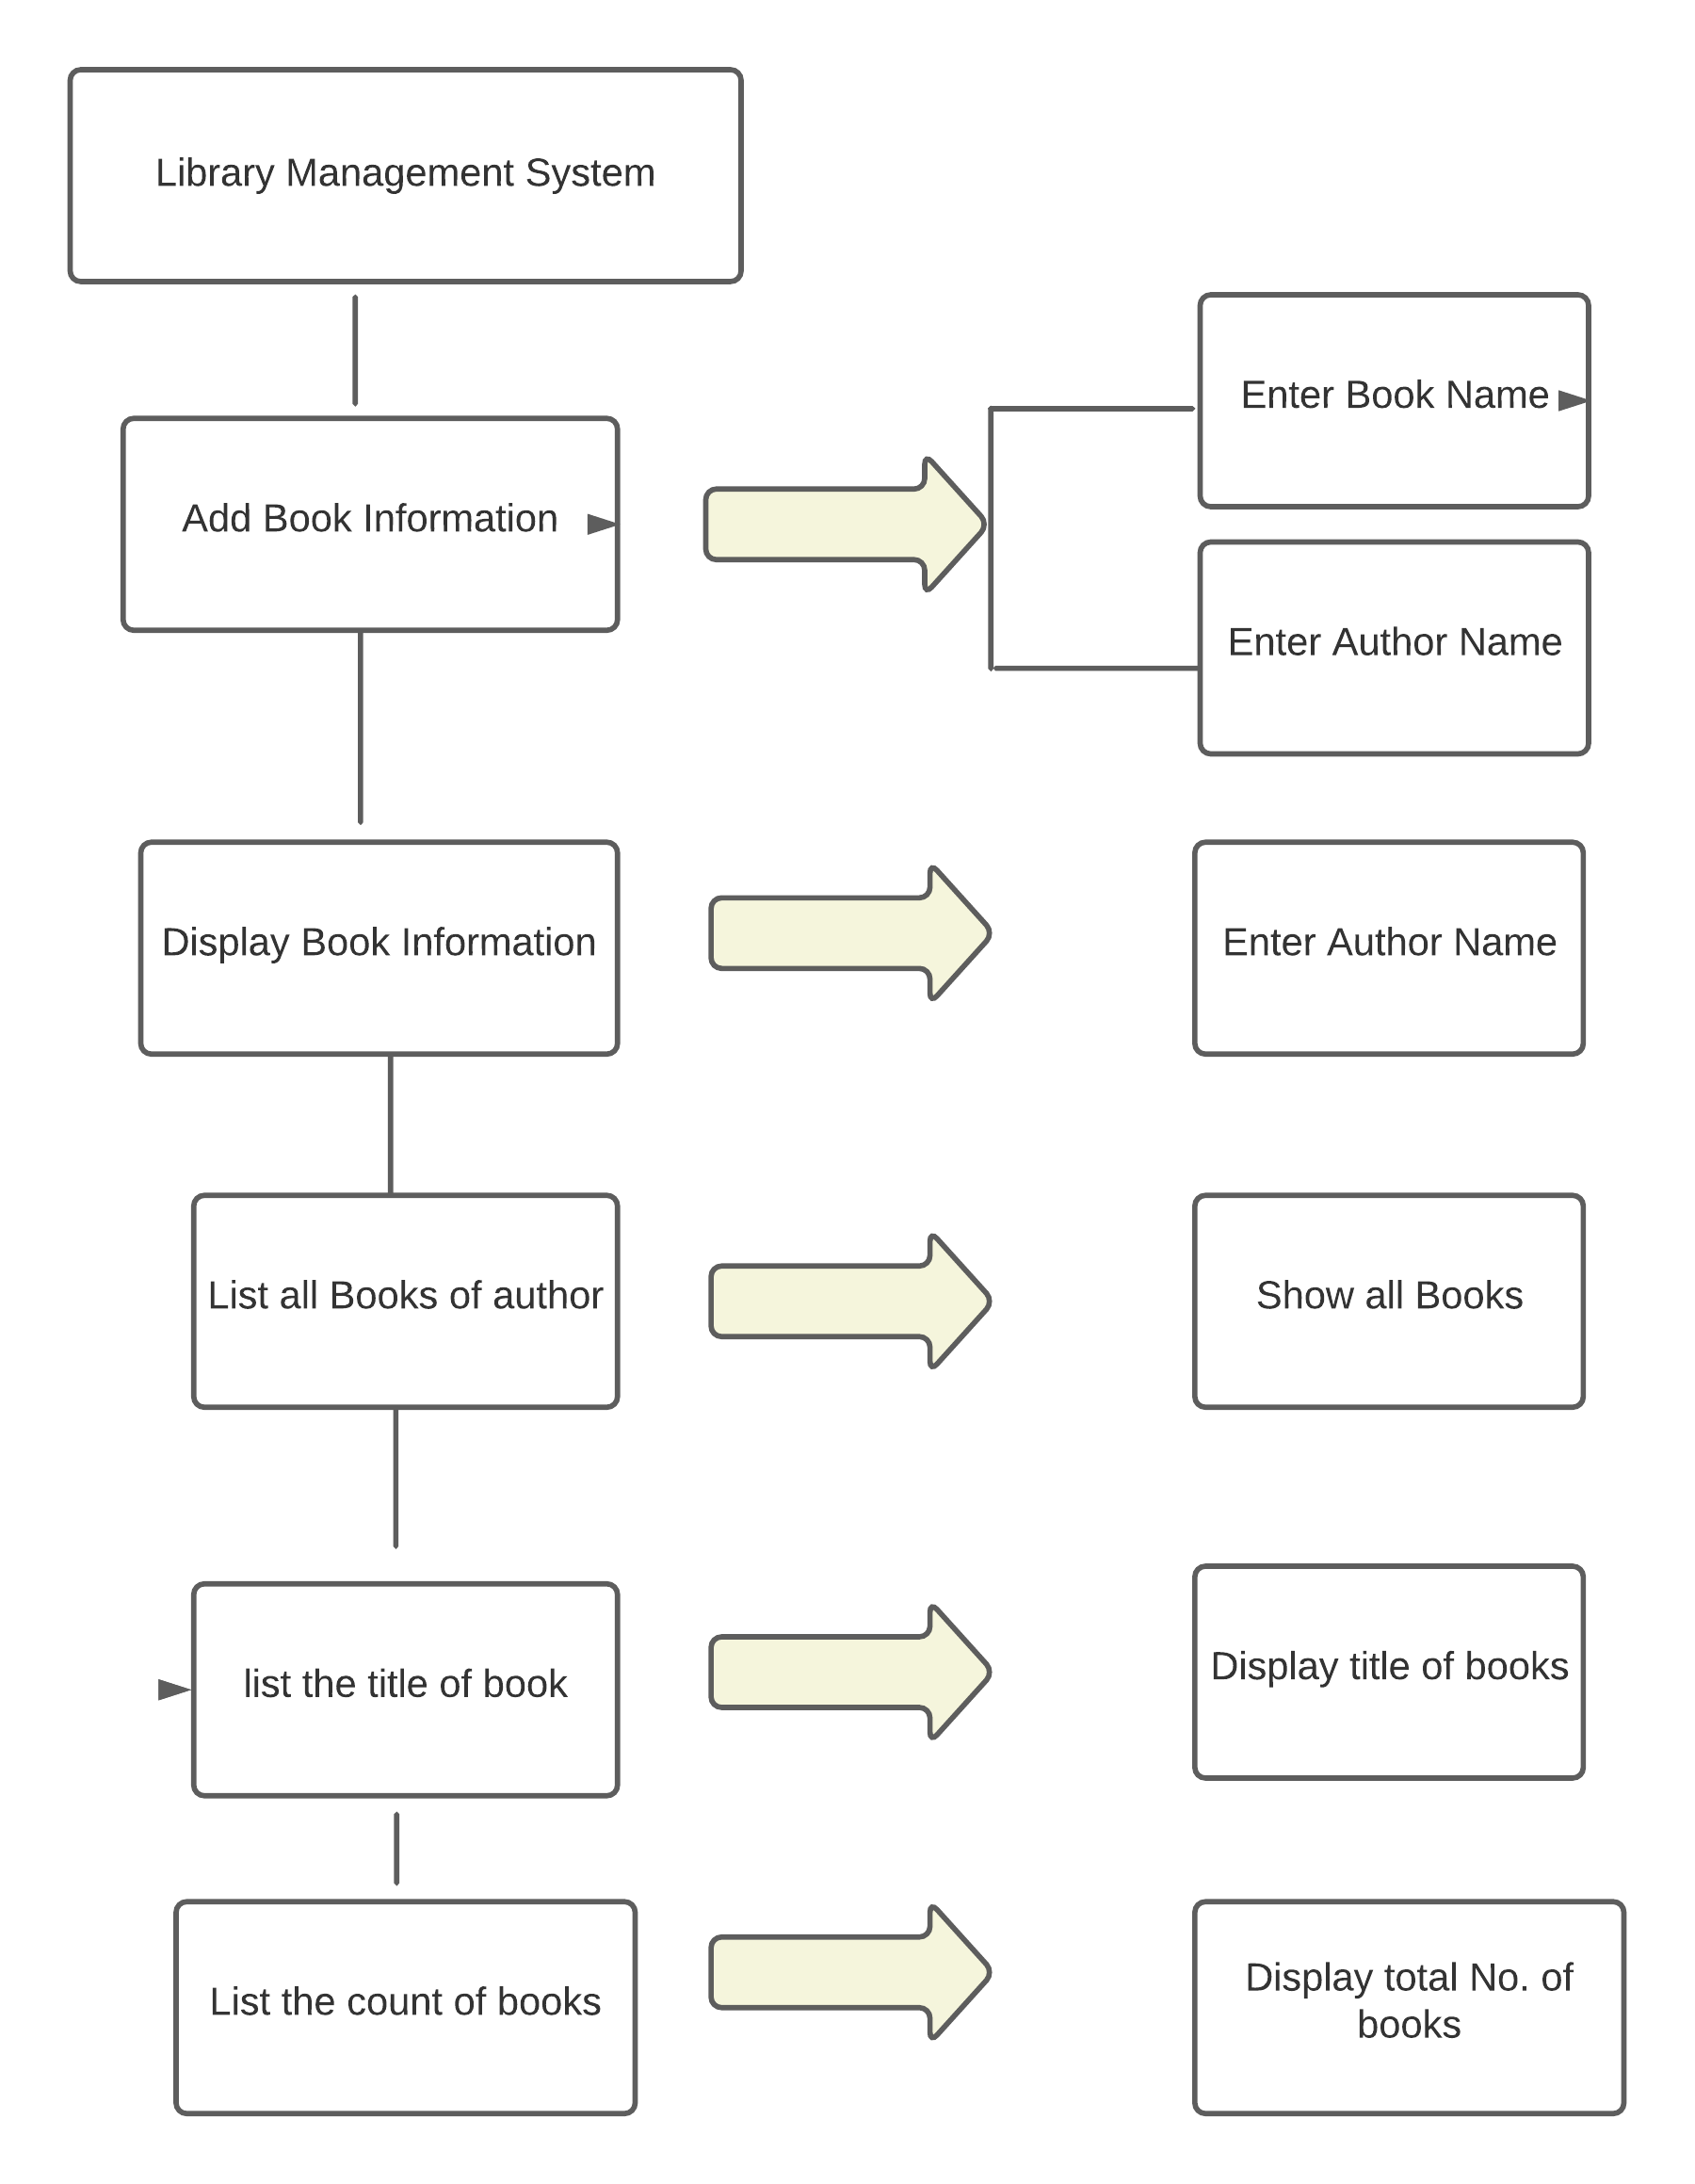 Library Management System
Enter Book Name
Add Book Information
Enter Author Name
Display Book Information
Enter Author Name
List all Books of author
Show all Books
list the title of book
Display title of books
List the count of books
Display total No. of
books